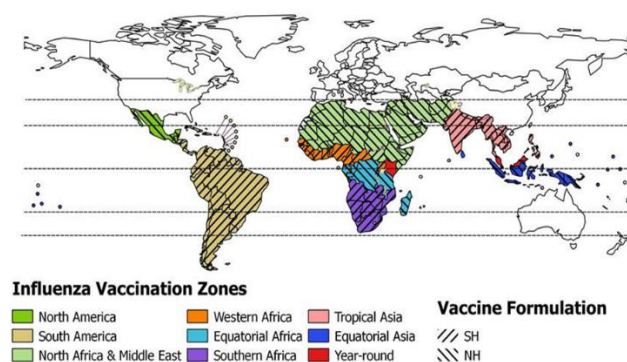 Influenza Vaccination Zones
North America
South America
North Africa & Middle East
Western Africa
Equatorial Africa
Southern Africa
Tropical Asia
Equatorial Asia
Year-round
Vaccine Formulation
SH
NH